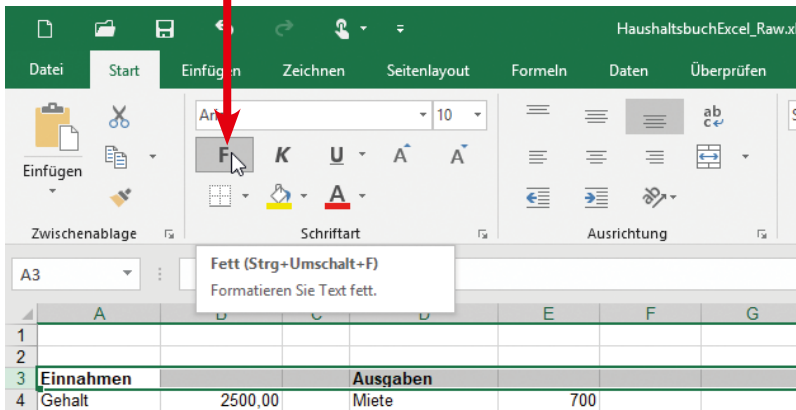 HaushaltsbuchExcel_Raw.xl
Datei Start Einfügen Zeichnen Seitenlayout Formeln Daten Überprüfen
10 ab
c
F K U A A
Einfügen
A
Zwischenablage Schriftart Ausrichtung
A3
Fett (Strg+Umschalt+F)
Formatieren Sie Text fett.
A E F G
1
2
3 Einnahmen Ausgaben
4 Gehalt 2500,00 Miete 700